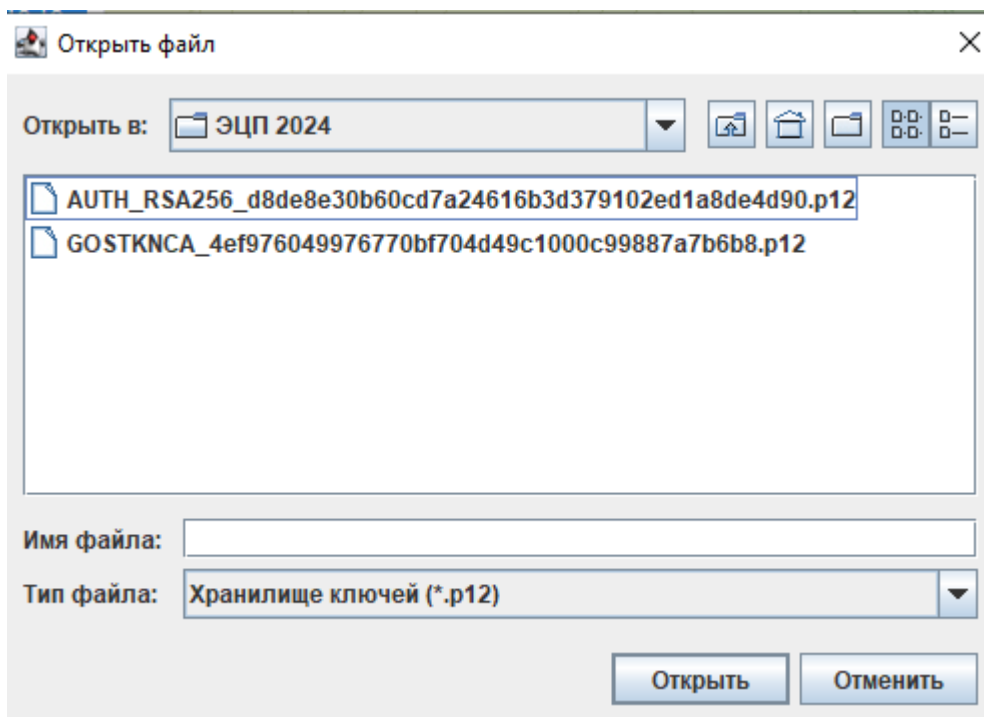 Открыть файл
Открыть в: ЭЦП 2024
AUTH_RSA256_d8de8e30b60cd7a24616b3d379102ed1a8de4d90.p12
GOSTKNCA_4ef976049976770bf704d49c1000c99887a7b6b8.p12
Имя файла:
Тип файла: Хранилище ключей (*.p12)
Открыть Отменить